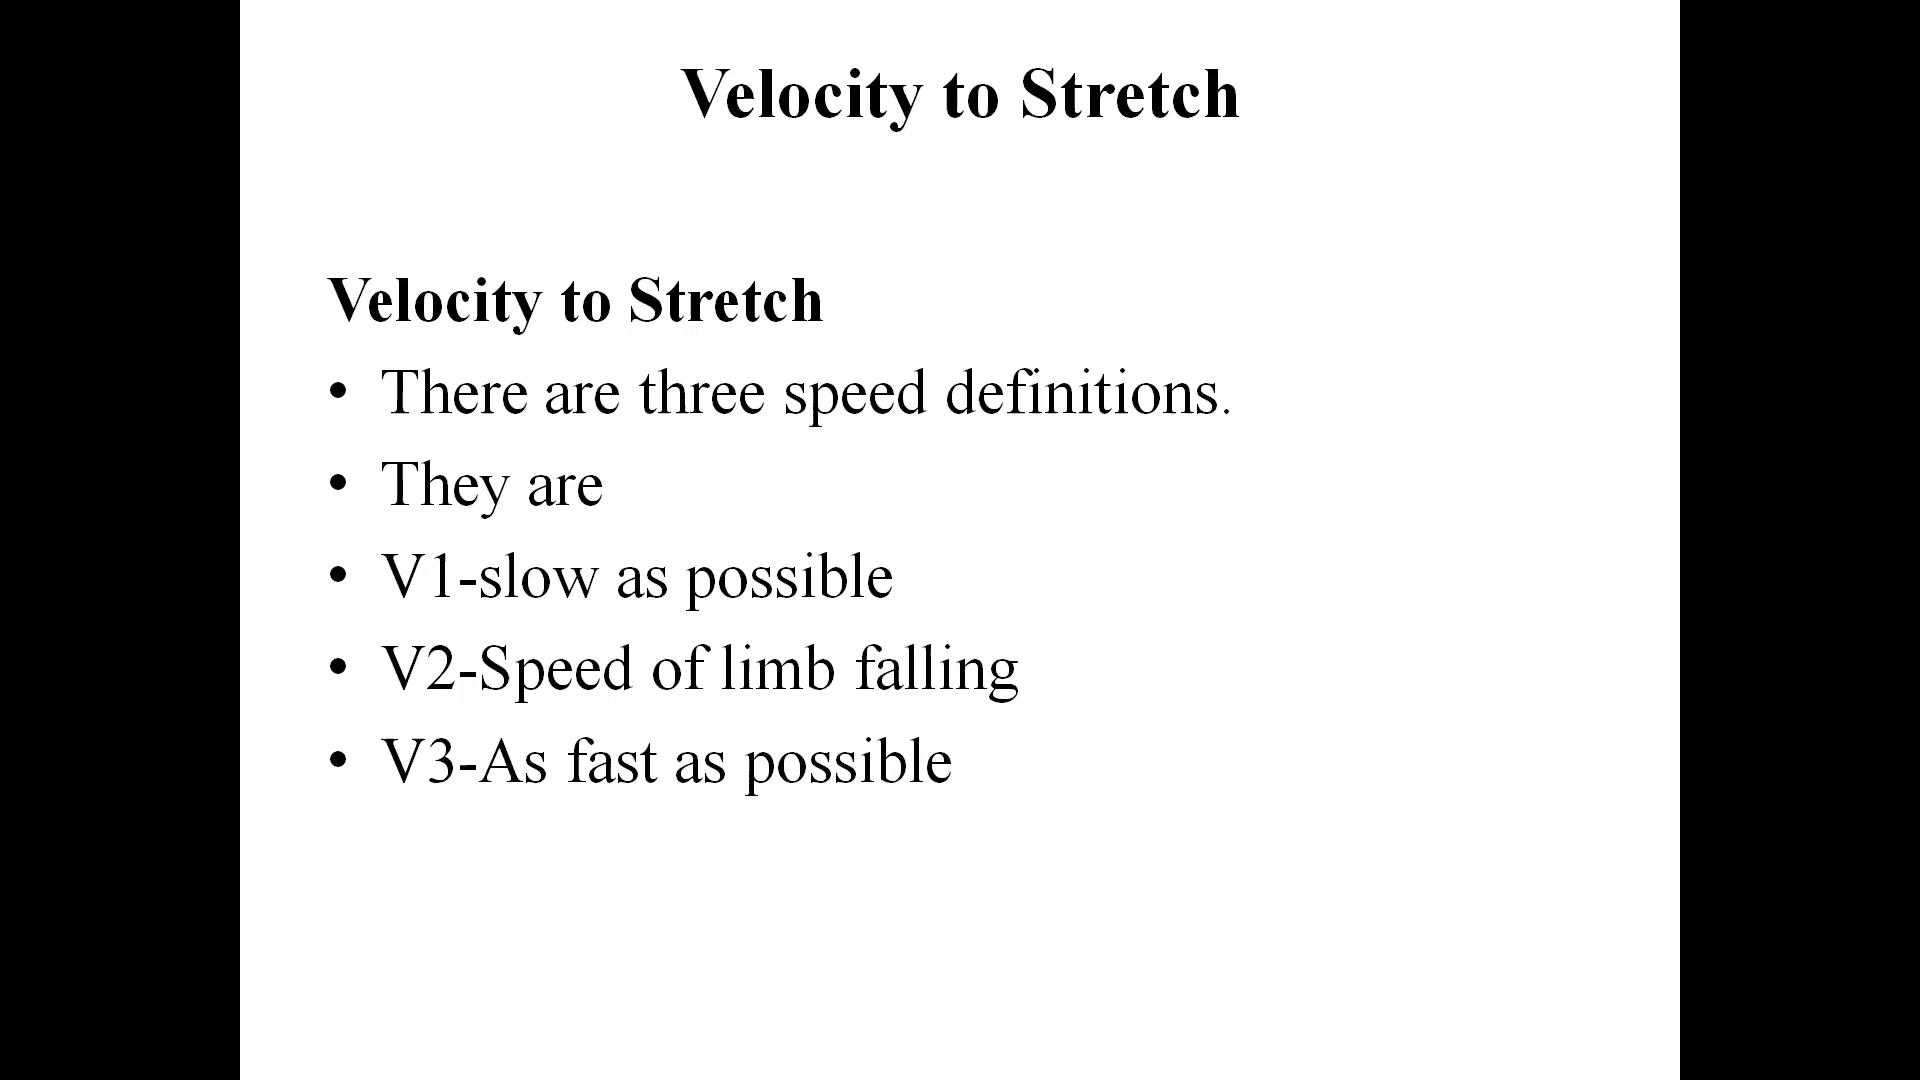 Velocity to Stretch
Velocity to Stretch
• There are three speed definitions.
• They are
• V1-slow as possible
• V2-Speed of limb falling
• V3-As fast as possible